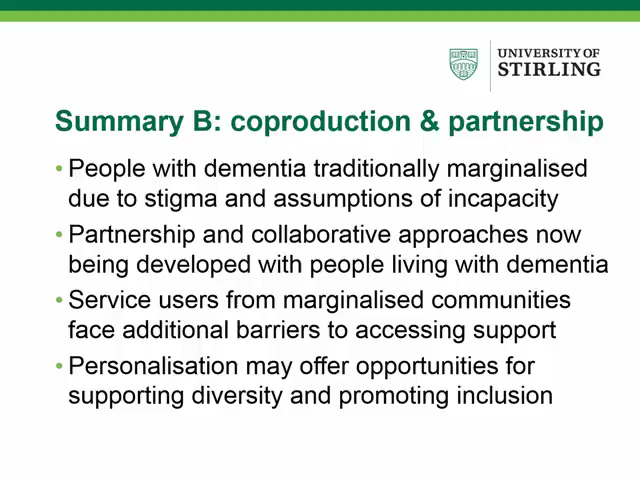 UNIVERSITY OF
STIRLING
Summary B: coproduction & partnership
• People with dementia traditionally marginalised
due to stigma and assumptions of incapacity
• Partnership and collaborative approaches now
being developed with people living with dementia
• Service users from marginalised communities
face additional barriers to accessing support
• Personalisation may offer opportunities for
supporting diversity and promoting inclusion